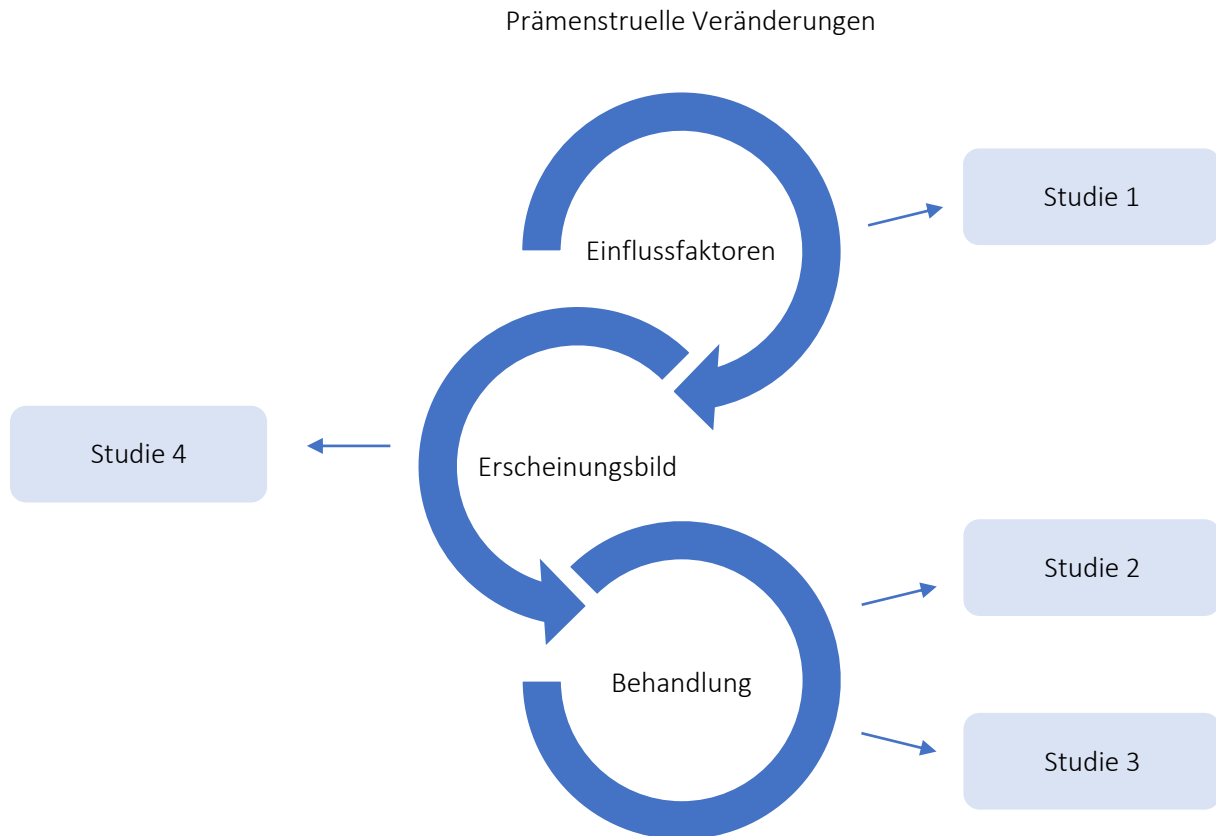 Prämenstruelle Veränderungen
Studie 1
Einflussfaktoren
Studie 4
Erscheinungsbild
Studie 2
Behandlung
Studie 3